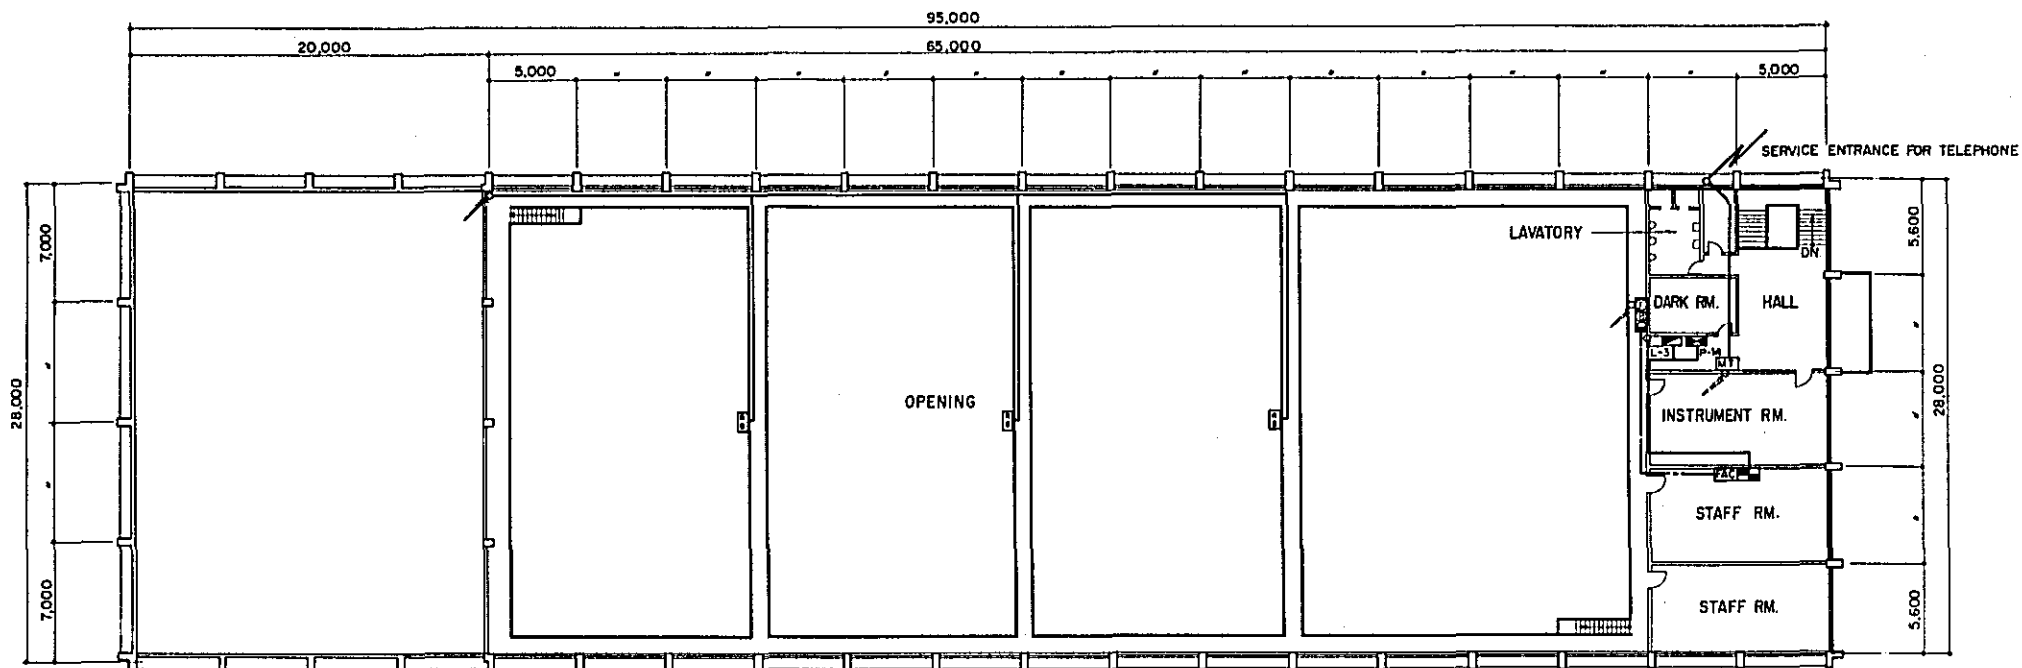 95,000
20,000
65,000
5,000 " " " " " " " " " " " " " 5,000
SERVICE ENTRANCE FOR TELEPHONE
7,000
"
"
7,000
28,000
LAVATORY
DN.
DARK RM.
HALL
L-3
P-M
MT
OPENING
INSTRUMENT RM.
FAC
STAFF RM.
STAFF RM.
5,600
"
"
"
5,600
28,000